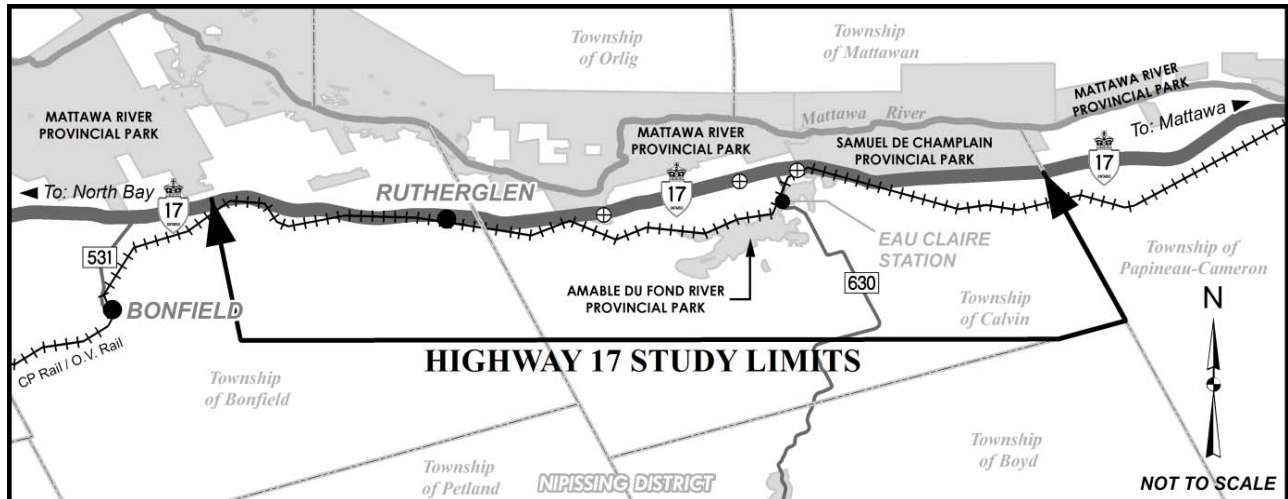 Township
of Orlig
Township
of Mattawan
MATTAWA RIVER
PROVINCIAL PARK
MATTAWA RIVER
PROVINCIAL PARK
Mattawa River
MATTAWA RIVER
PROVINCIAL PARK
SAMUEL DE CHAMPLAIN
PROVINCIAL PARK
To: Mattawa
17
ONTARIO
To: North Bay
17
ONTARIO
RUTHERGLEN
17
ONTARIO
531
BONFIELD
CP Rail / O.V. Rail
EAU CLAIRE
STATION
AMABLE DU FOND RIVER
PROVINCIAL PARK
630
Township of
Papineau-Cameron
Township
of Calvin
N
HIGHWAY 17 STUDY LIMITS
Township
of Bonfield
Township
of Petland
NIPISSING DISTRICT
Township
of Boyd
NOT TO SCALE